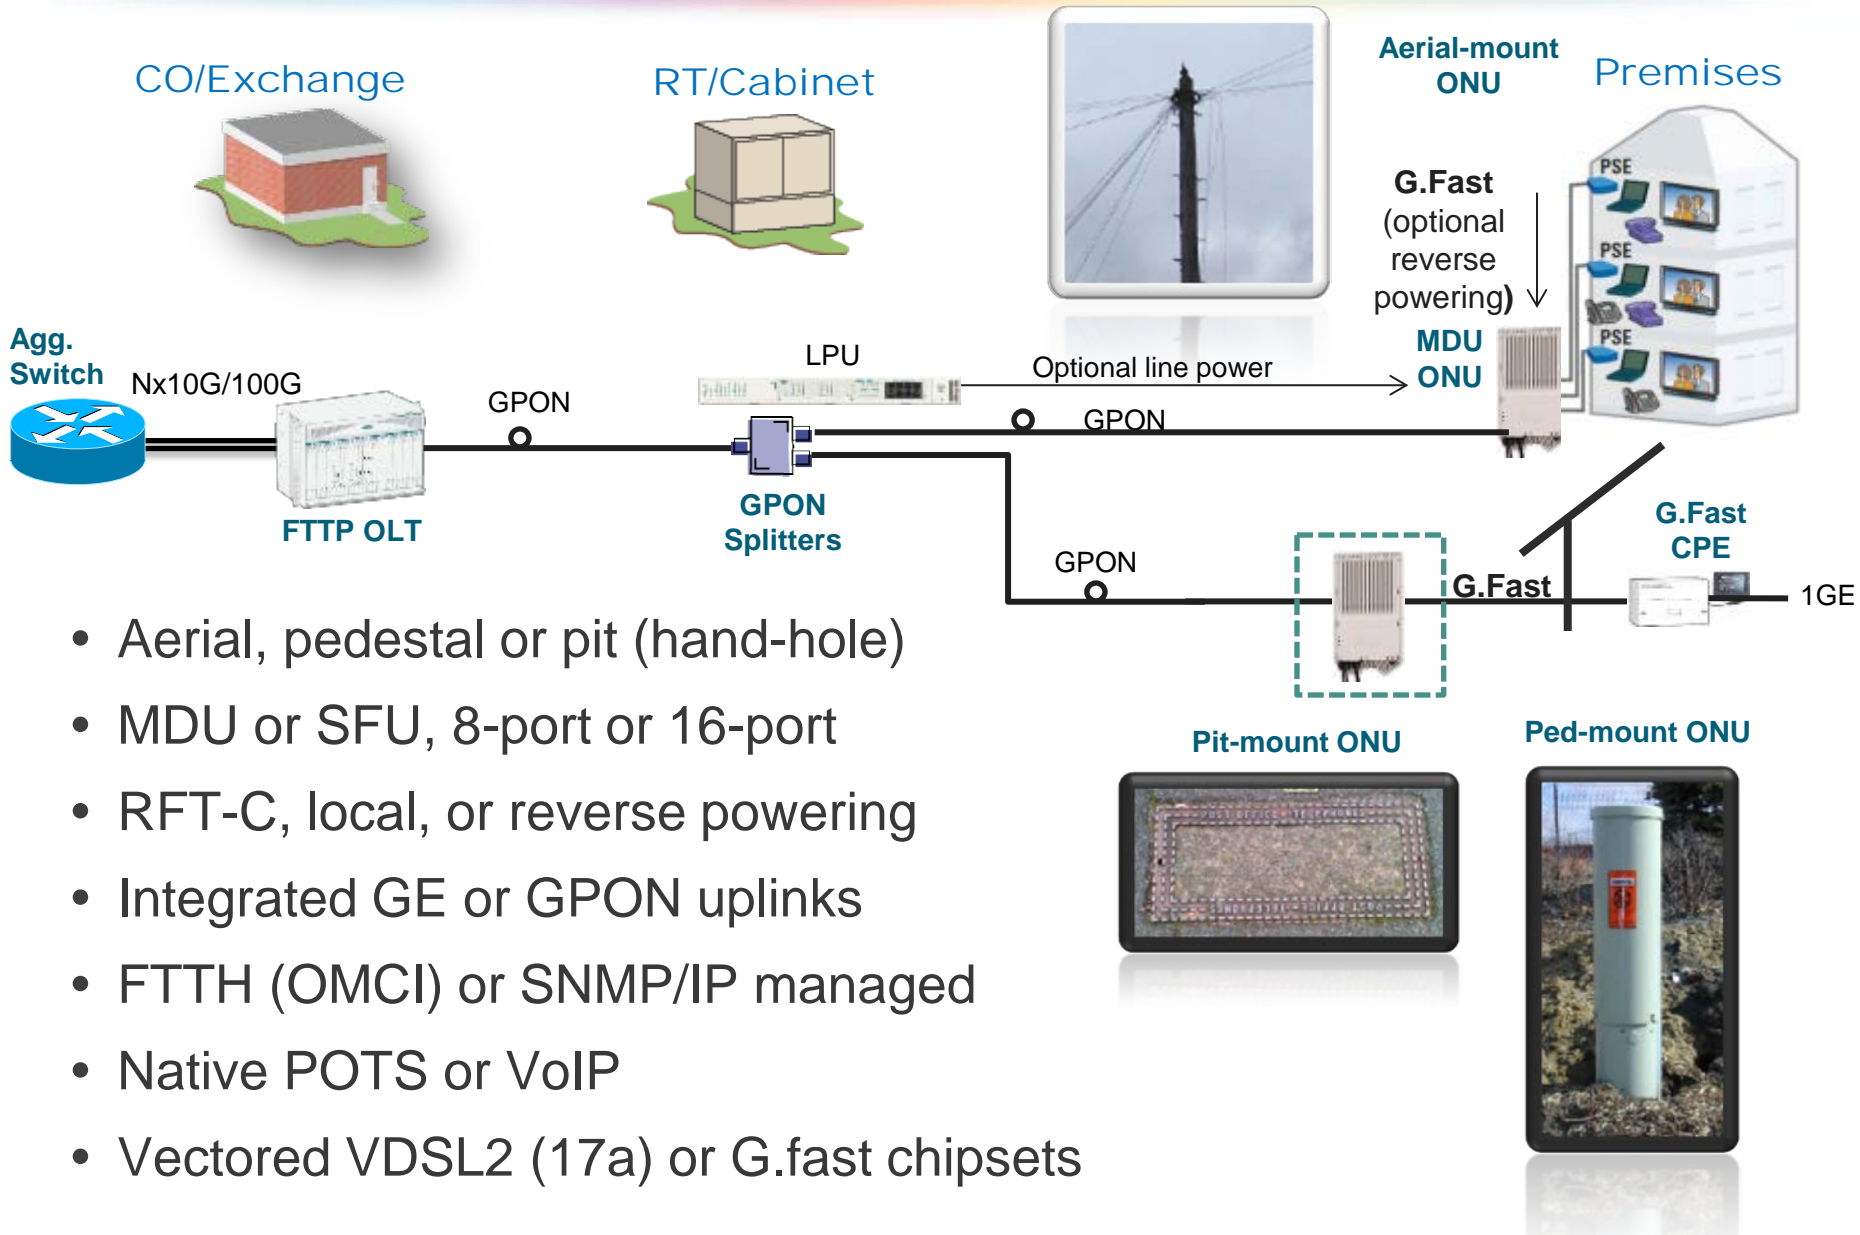 CO/Exchange
RT/Cabinet
Aerial-mount
ONU
Premises
PSE
G.Fast
(optional
reverse
powering)
PSE
PSE
Agg.
Switch
Nx10G/100G
GPON
LPU
Optional line power
MDU
ONU
GPON
FTTP OLT
GPON
Splitters
GPON
G.Fast
G.Fast
CPE
1GE
• Aerial, pedestal or pit (hand-hole)
• MDU or SFU, 8-port or 16-port
• RFT-C, local, or reverse powering
• Integrated GE or GPON uplinks
• FTTH (OMCI) or SNMP/IP managed
• Native POTS or VoIP
• Vectored VDSL2 (17a) or G.fast chipsets
Pit-mount ONU
Ped-mount ONU